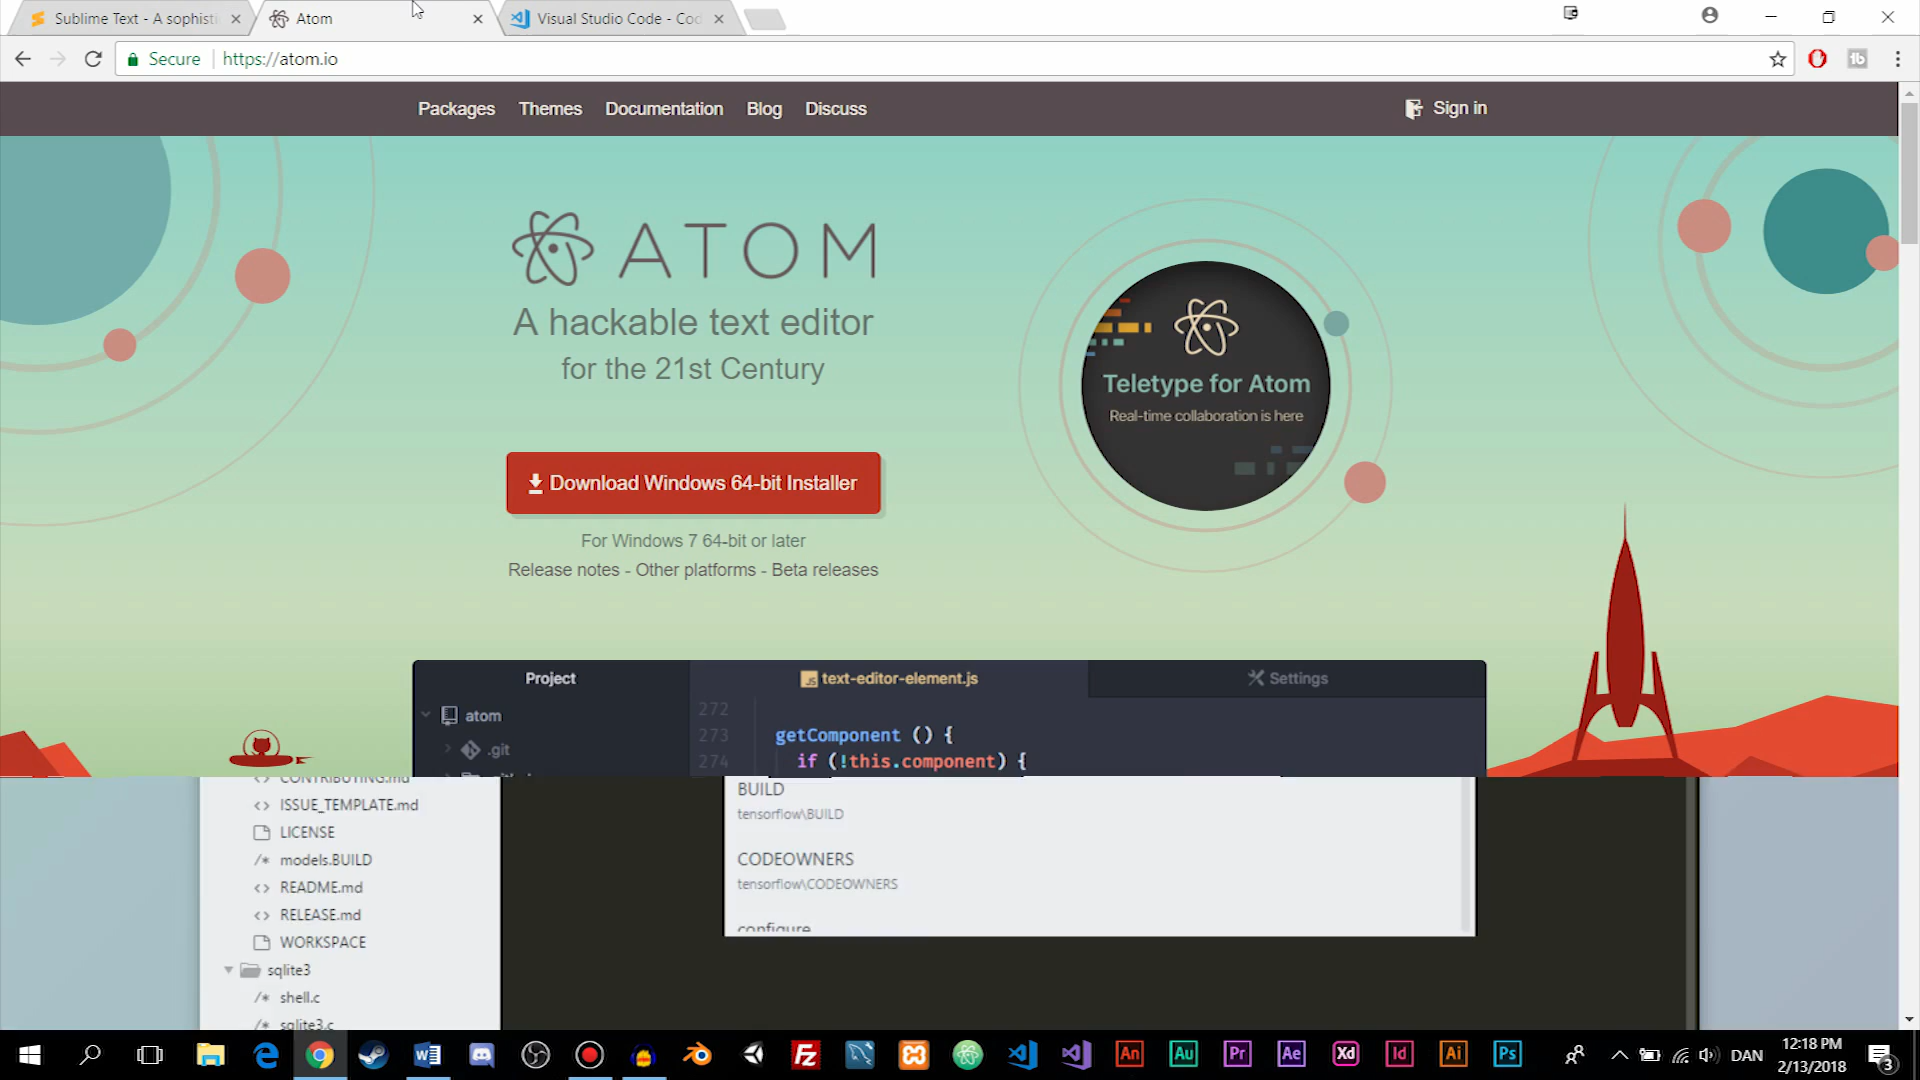 Sublime Text - A sophisti
Atom
Visual Studio Code - Cod
Secure
https://atom.io
Packages
Themes
Documentation
Blog
Discuss
Sign in
ATOM
A hackable text editor
for the 21st Century
Teletype for Atom
Real-time collaboration is here
Download Windows 64-bit Installer
For Windows 7 64-bit or later
Release notes - Other platforms - Beta releases
Project
text-editor-element.js
Settings
atom
.git
272
273
274
getComponent () {
if (!this.component) {
CONTRIBUTING.md
ISSUE_TEMPLATE.md
LICENSE
models.BUILD
README.md
RELEASE.md
WORKSPACE
sqlite3
shell.c
sqlite3.c
BUILD
tensorflow\BUILD
CODEOWNERS
tensorflow\CODEOWNERS
configure
An
Au
Pr
Ae
Xd
Id
Ai
Ps
DAN
12:18 PM
2/13/2018
3